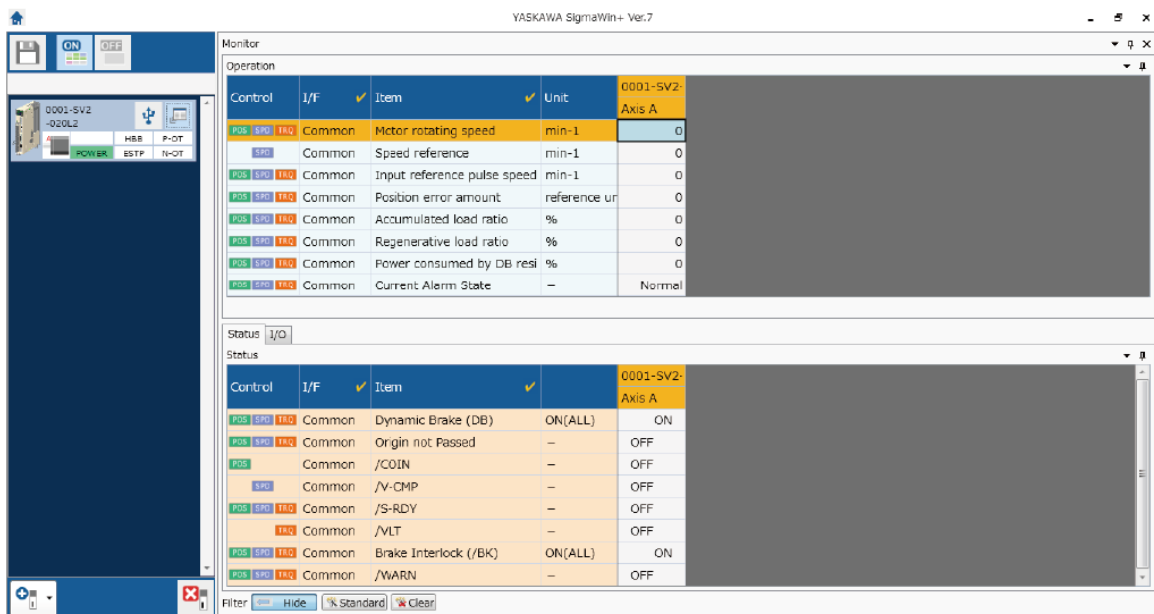 YASKAWA SigmaWin+ Ver.7
ON OFF
0001-SV2
-020L2
HBB P-OT
POWER ESTP N-OT
Monitor
Operation
Control I/F Item Unit 0001-SV2-
Axis A
POS SPD TRQ Common Motor rotating speed min-1 0
SPD Common Speed reference min-1 0
POS SPD TRQ Common Input reference pulse speed min-1 0
POS SPD TRQ Common Position error amount reference ur 0
POS SPD TRQ Common Accumulated load ratio % 0
POS SPD TRQ Common Regenerative load ratio % 0
POS SPD TRQ Common Power consumed by DB resi % 0
POS SPD TRQ Common Current Alarm State – Normal
Status I/O
Status
Control I/F Item 0001-SV2-
Axis A
POS SPD TRQ Common Dynamic Brake (DB) ON(ALL) ON
POS SPD TRQ Common Origin not Passed – OFF
POS Common /COIN – OFF
SPD Common /V-CMP – OFF
POS SPD TRQ Common /S-RDY – OFF
TRQ Common /VLT – OFF
POS SPD TRQ Common Brake Interlock (/BK) ON(ALL) ON
POS SPD TRQ Common /WARN – OFF
Filter Hide Standard Clear